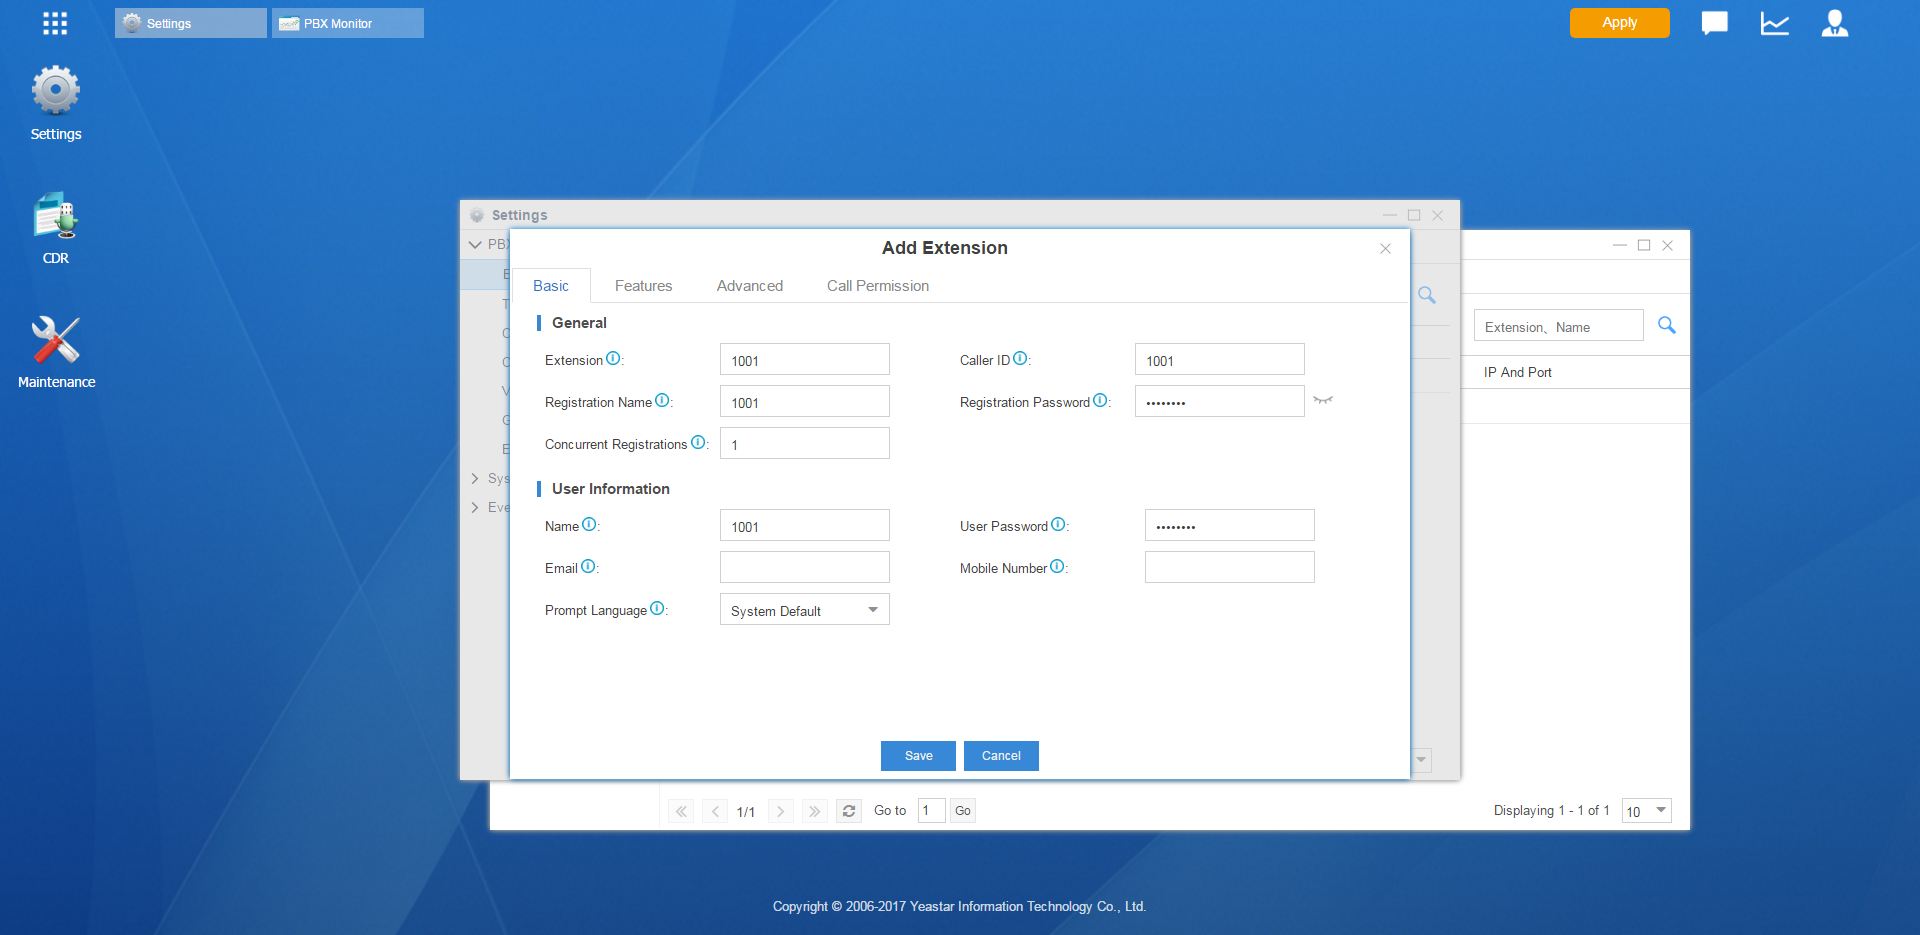 Settings
PBX Monitor
Apply
Settings
CDR
Maintenance
Settings
PB
Sys
Eve
Add Extension
Basic
Features
Advanced
Call Permission
General
Extension :
1001
Caller ID :
1001
Registration Name :
1001
Registration Password :
••••••••
Concurrent Registrations :
1
User Information
Name :
1001
User Password :
••••••••
Email :
Mobile Number :
Prompt Language :
System Default
Save
Cancel
Extension、Name
IP And Port
1/1
Go to
1
Go
Displaying 1 - 1 of 1
10
Copyright © 2006-2017 Yeastar Information Technology Co., Ltd.